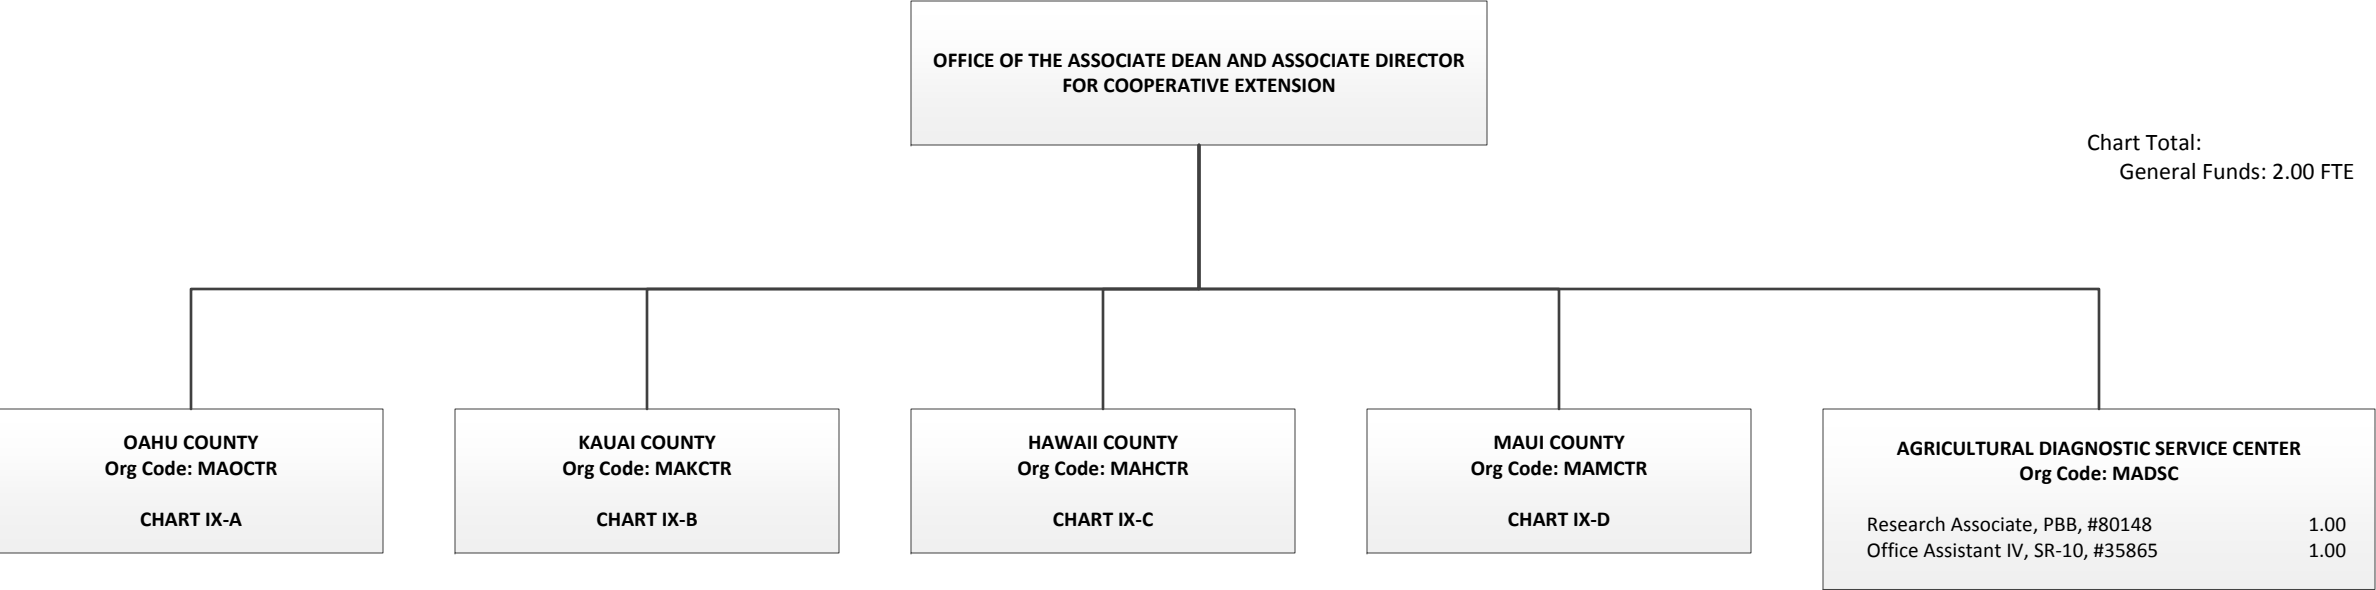 OFFICE OF THE ASSOCIATE DEAN AND ASSOCIATE DIRECTOR
FOR COOPERATIVE EXTENSION
Chart Total:
General Funds: 2.00 FTE
OAHU COUNTY
Org Code: MAOCTR
CHART IX-A
KAUAI COUNTY
Org Code: MAKCTR
CHART IX-B
HAWAII COUNTY
Org Code: MAHCTR
CHART IX-C
MAUI COUNTY
Org Code: MAMCTR
CHART IX-D
AGRICULTURAL DIAGNOSTIC SERVICE CENTER
Org Code: MADSC
Research Associate, PBB, #80148 1.00
Office Assistant IV, SR-10, #35865 1.00